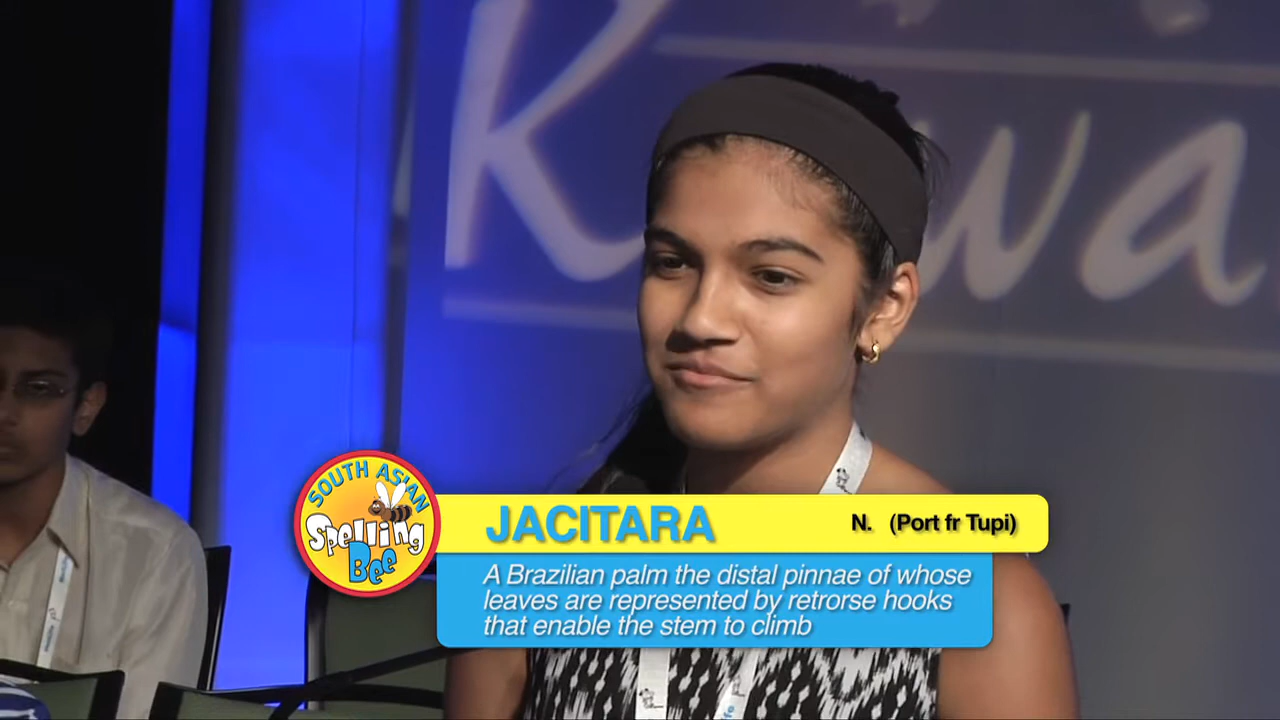 SOUTH ASIAN
Spelling
Bee
JACITARA N. (Port fr Tupi)
A Brazilian palm the distal pinnae of whose
leaves are represented by retrorse hooks
that enable the stem to climb